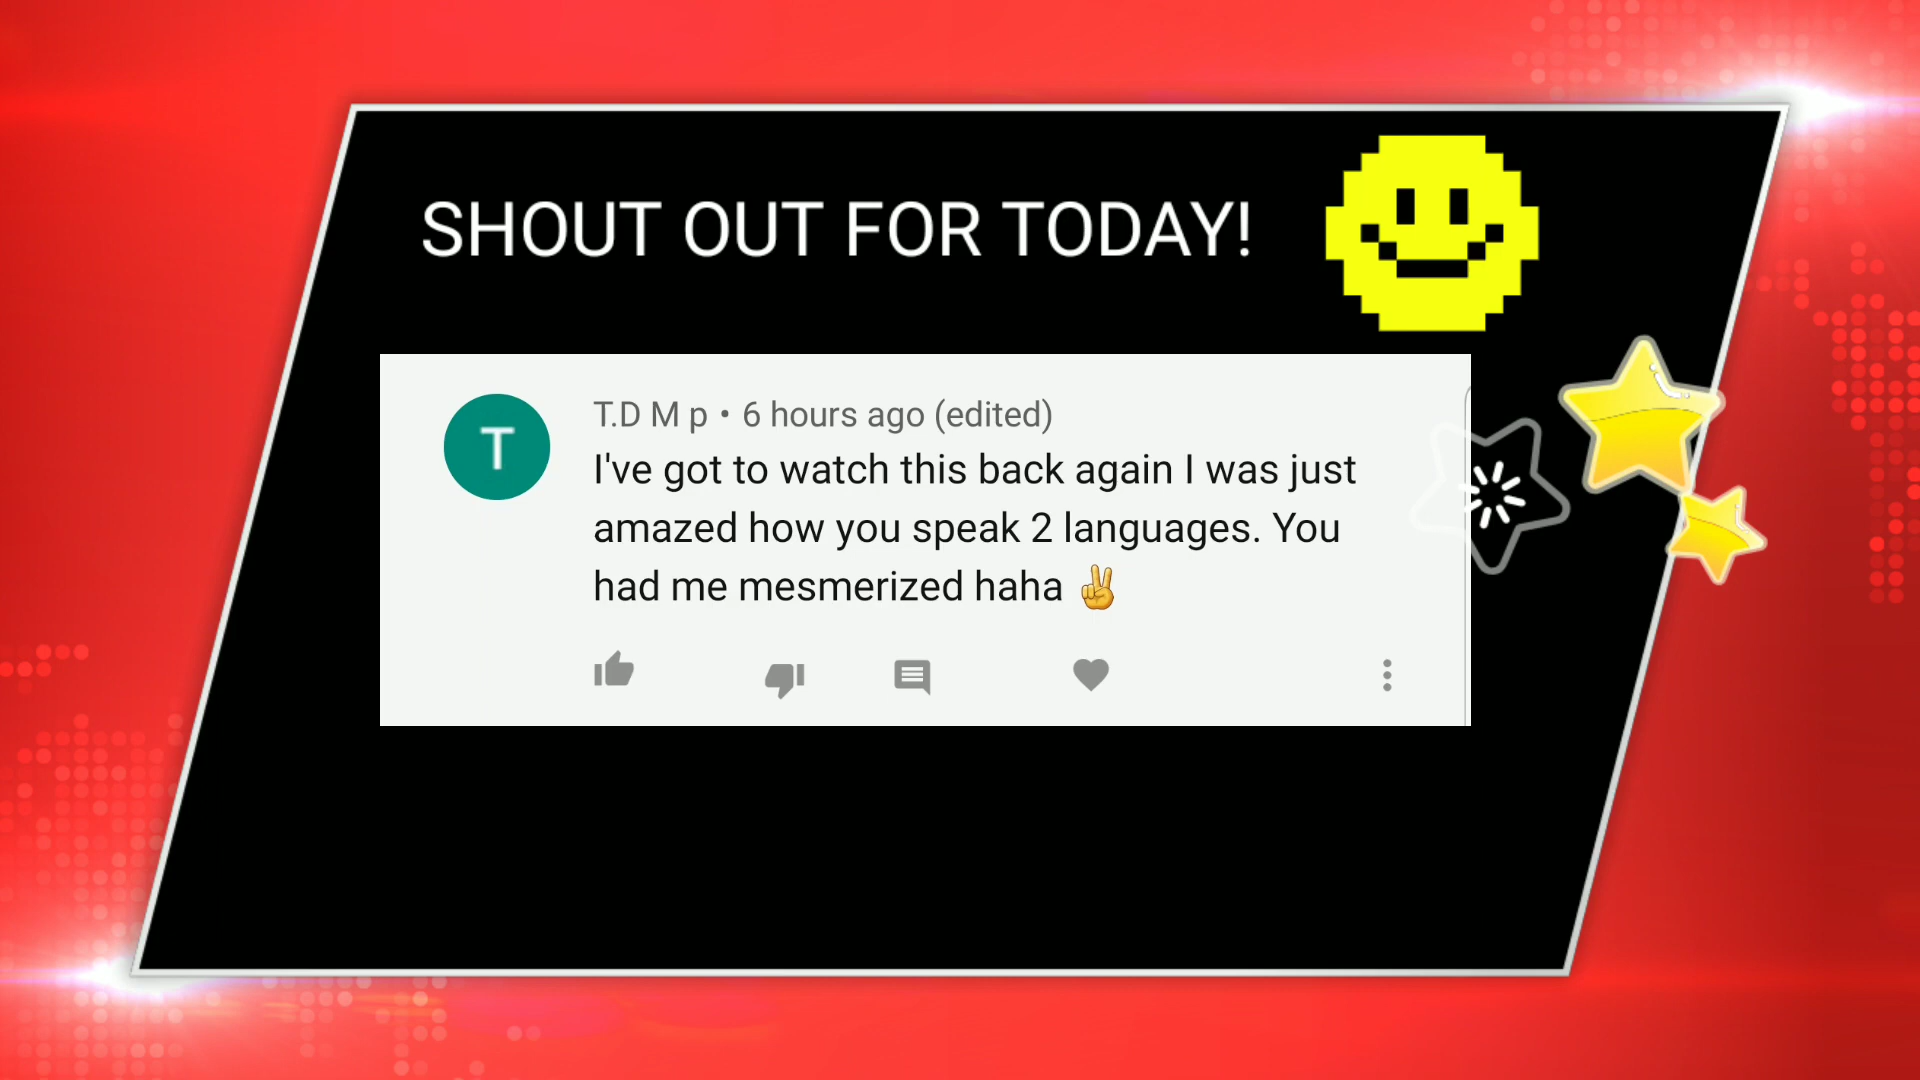 SHOUT OUT FOR TODAY!
T
T.D M p • 6 hours ago (edited)
I've got to watch this back again I was just
amazed how you speak 2 languages. You
had me mesmerized haha ✌